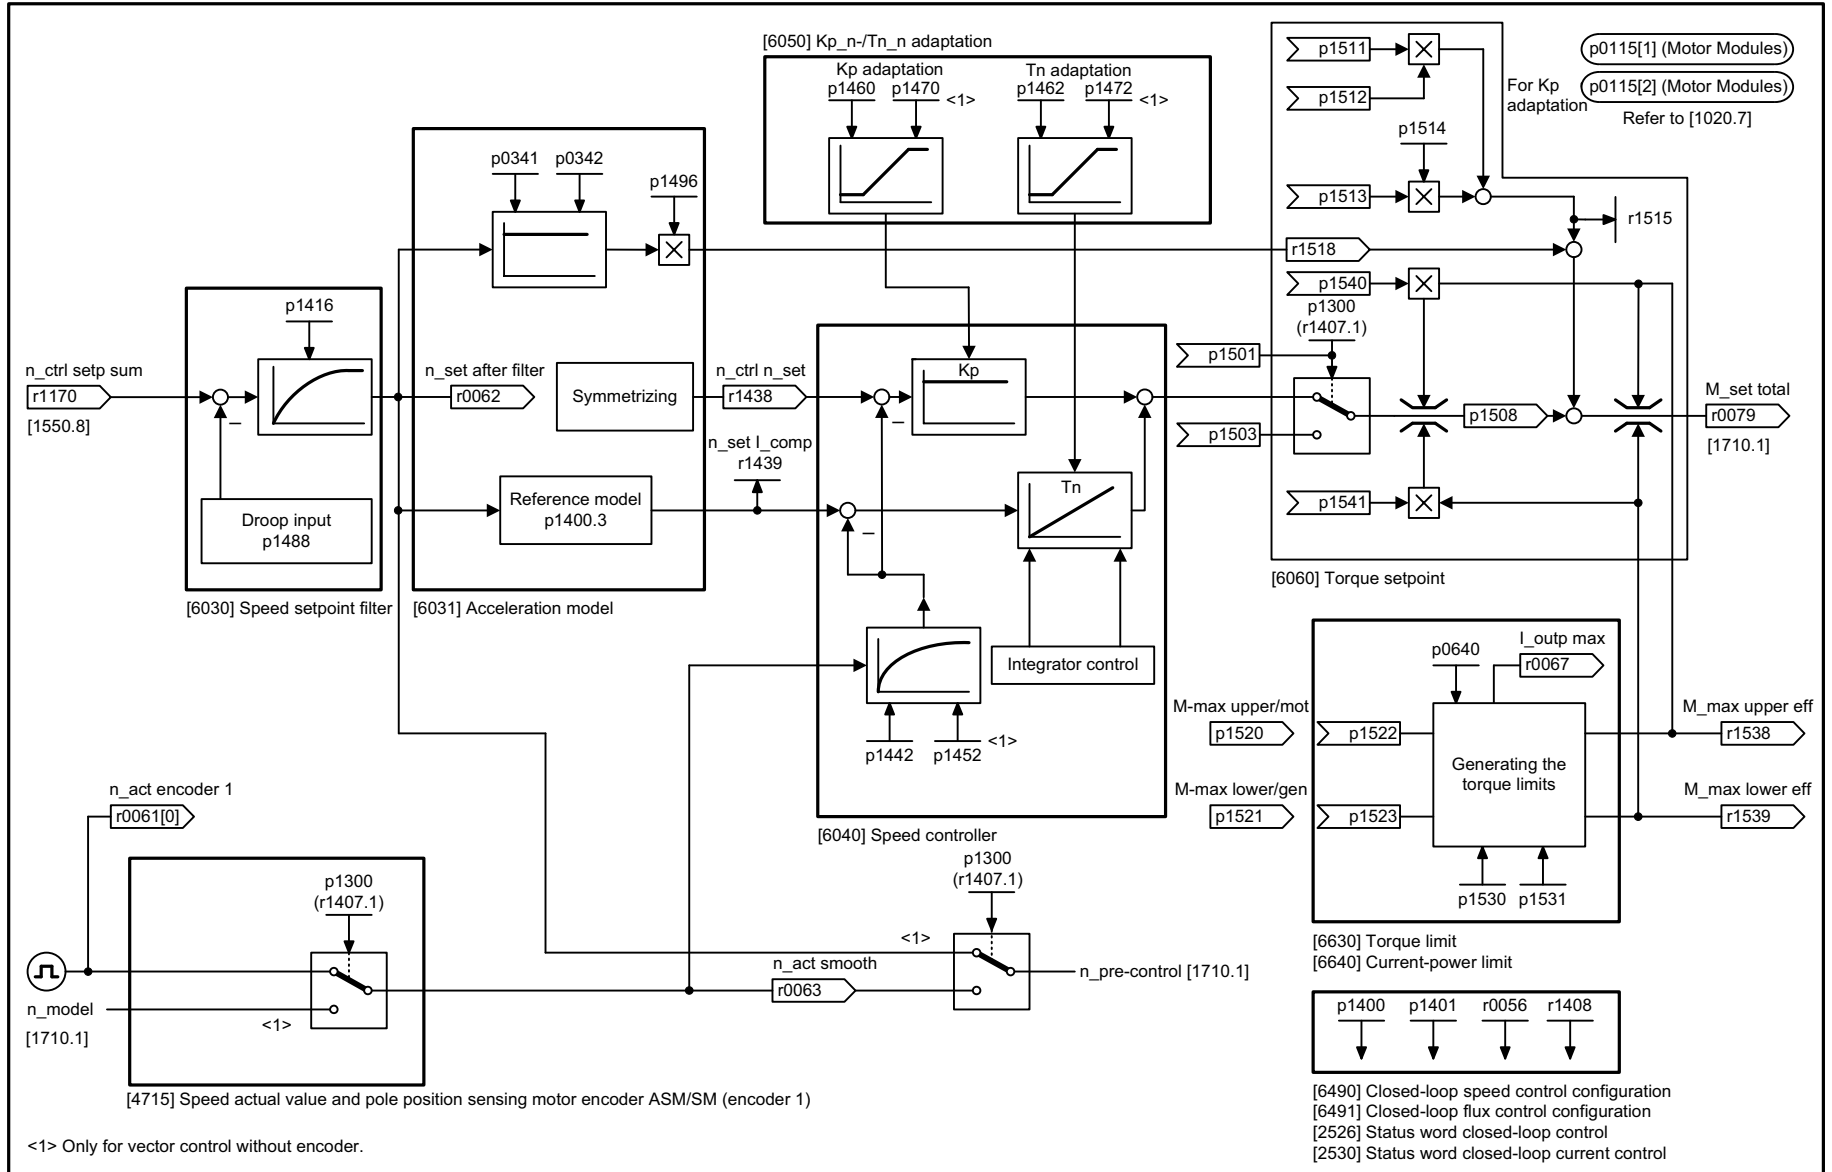 [6050] Kp_n-/Tn_n adaptation
Kp adaptation
Tn adaptation
p1460
p1470
<1>
p1462
p1472
<1>
p1511
p1512
For Kp
adaptation
p0115[1] (Motor Modules)
p0115[2] (Motor Modules)
Refer to [1020.7]
p1514
p1513
r1515
p0341
p0342
p1496
r1518
p1540
p1300
(r1407.1)
p1416
n_ctrl setp sum
r1170
[1550.8]
n_set after filter
r0062
Symmetrizing
n_ctrl n_set
r1438
Kp
p1501
p1503
p1508
M_set total
r0079
[1710.1]
–
–
n_set I_comp
r1439
Droop input
p1488
Reference model
p1400.3
–
Tn
p1541
[6030] Speed setpoint filter
[6031] Acceleration model
[6060] Torque setpoint
Integrator control
p1442
p1452
<1>
[6040] Speed controller
I_outp max
p0640
r0067
M-max upper/mot
p1520
p1522
Generating the
torque limits
M_max upper eff
r1538
M-max lower/gen
p1521
p1523
M_max lower eff
r1539
p1530
p1531
[6630] Torque limit
[6640] Current-power limit
n_act encoder 1
r0061[0]
p1300
(r1407.1)
p1300
(r1407.1)
<1>
n_act smooth
r0063
n_pre-control [1710.1]
n_model
[1710.1]
<1>
[4715] Speed actual value and pole position sensing motor encoder ASM/SM (encoder 1)
p1400
p1401
r0056
r1408
[6490] Closed-loop speed control configuration
[6491] Closed-loop flux control configuration
[2526] Status word closed-loop control
[2530] Status word closed-loop current control
<1> Only for vector control without encoder.